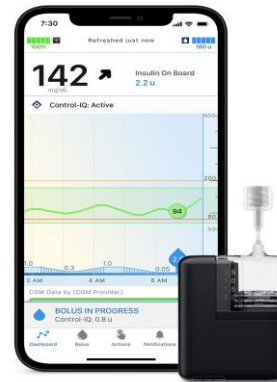 7:30
100%
Refreshed just now
180 u
142
mg/dL
Insulin On Board
2.2 u
Control-IQ: Active
400
260
94
80
1.0
0.3
1.0
0.05
2 AM
4 AM
6 AM
CGM Data by [CGM Provider]
BOLUS IN PROGRESS
Control-IQ: 0.8 u
Dashboard
Bolus
Actions
Notifications